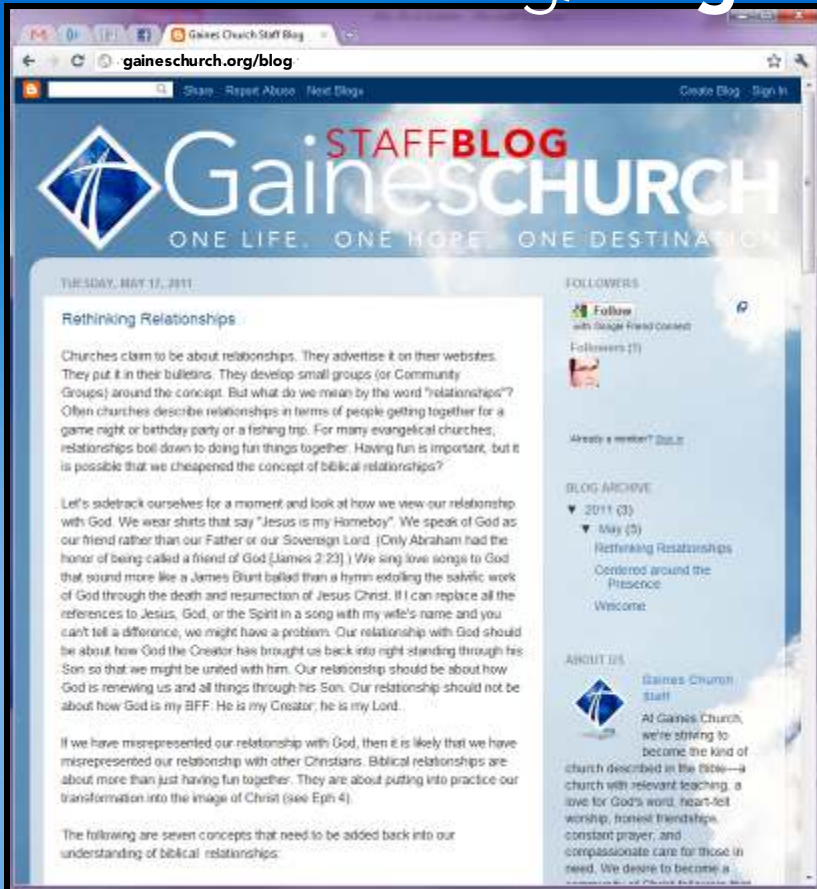 Gaines Church Staff Blog
gaineschurch.org/blog
Share Report Abuse Next Blog»
Create Blog Sign In
STAFFBLOG
GainesCHURCH
ONE LIFE. ONE HOPE. ONE DESTINATION
TUESDAY, MAY 17, 2011
Rethinking Relationships
Churches claim to be about relationships. They advertise it on their websites.
They put it in their bulletins. They develop small groups (or Community
Groups) around the concept. But what do we mean by the word "relationships"?
Often churches describe relationships in terms of people getting together for a
game night or birthday party or a fishing trip. For many evangelical churches,
relationships boil down to doing fun things together. Having fun is important, but it
is possible that we cheapened the concept of biblical relationships?
Let's sidetrack ourselves for a moment and look at how we view our relationship
with God. We wear shirts that say "Jesus is my Homeboy". We speak of God as
our friend rather than our Father or our Sovereign Lord. (Only Abraham had the
honor of being called a friend of God [James 2:23].) We sing love songs to God
that sound more like a James Blunt ballad than a hymn extolling the salvific work
of God through the death and resurrection of Jesus Christ. If I can replace all the
references to Jesus, God, or the Spirit in a song with my wife's name and you
can't tell a difference, we might have a problem. Our relationship with God should
be about how God the Creator has brought us back into right standing through his
Son so that we might be united with him. Our relationship should be about how
God is renewing us and all things through his Son. Our relationship should not be
about how God is my BFF. He is my Creator; he is my Lord.
If we have misrepresented our relationship with God, then it is likely that we have
misrepresented our relationship with other Christians. Biblical relationships are
about more than just having fun together. They are about putting into practice our
transformation into the image of Christ (see Eph 4).
The following are seven concepts that need to be added back into our
understanding of biblical relationships:
FOLLOWERS
Follow
with Google Friend Connect
Followers (1)
Already a member? Sign in
BLOG ARCHIVE
▼ 2011 (3)
▼ May (3)
Rethinking Relationships
Centered around the
Presence
Welcome
ABOUT US
Gaines Church
Staff
At Gaines Church,
we're striving to
become the kind of
church described in the Bible—a
church with relevant teaching, a
love for God's word, heart-felt
worship, honest friendships,
constant prayer, and
compassionate care for those in
need. We desire to become a